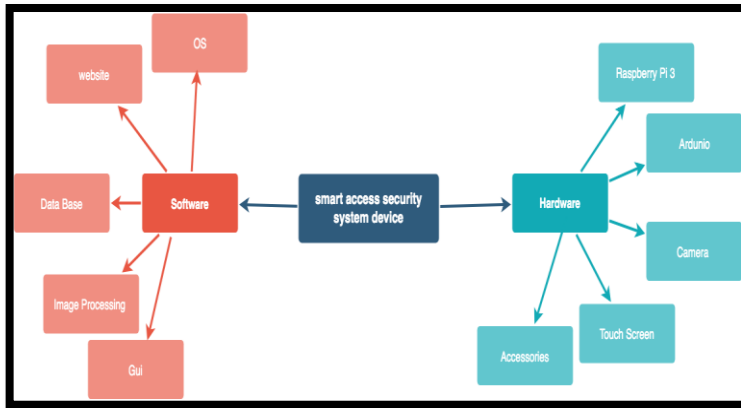 OS
website
Raspberry Pi 3
Ardunio
Data Base
Software
smart access security
system device
Hardware
Camera
Image Processing
Touch Screen
Accessories
Gui